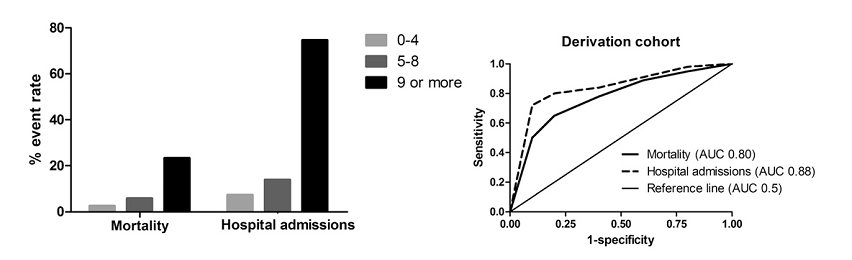 80
60
40
20
0
% event rate
Mortality
Hospital admissions
0-4
5-8
9 or more
Derivation cohort
1.0
0.8
0.6
0.4
0.2
0.0
Sensitivity
0.00
0.25
0.50
0.75
1.00
1-specificity
Mortality (AUC 0.80)
Hospital admissions (AUC 0.88)
Reference line (AUC 0.5)